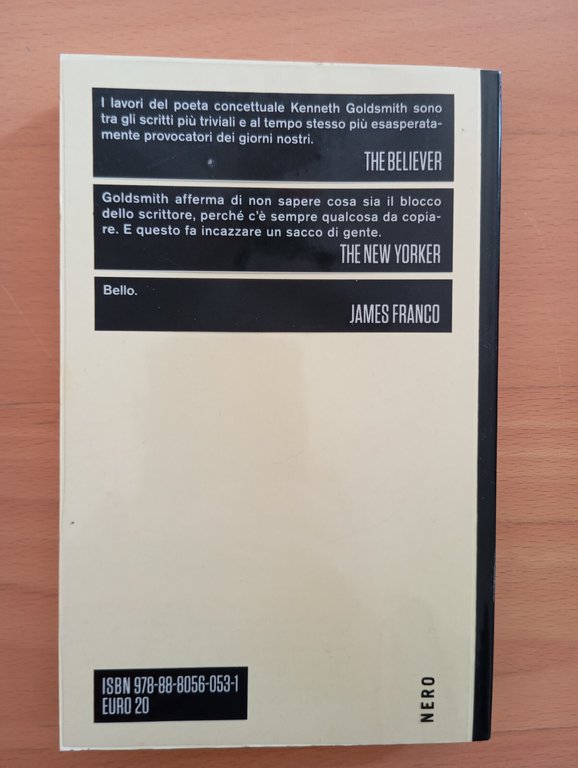 I lavori del poeta concettuale Kenneth Goldsmith sono
tra gli scritti più triviali e al tempo stesso più esasperata-
mente provocatori dei giorni nostri.
THE BELIEVER
Goldsmith afferma di non sapere cosa sia il blocco
dello scrittore, perché c'è sempre qualcosa da copia-
re. E questo fa incazzare un sacco di gente.
THE NEW YORKER
Bello.
JAMES FRANCO
ISBN 978-88-8056-053-1
EURO 20
NERO